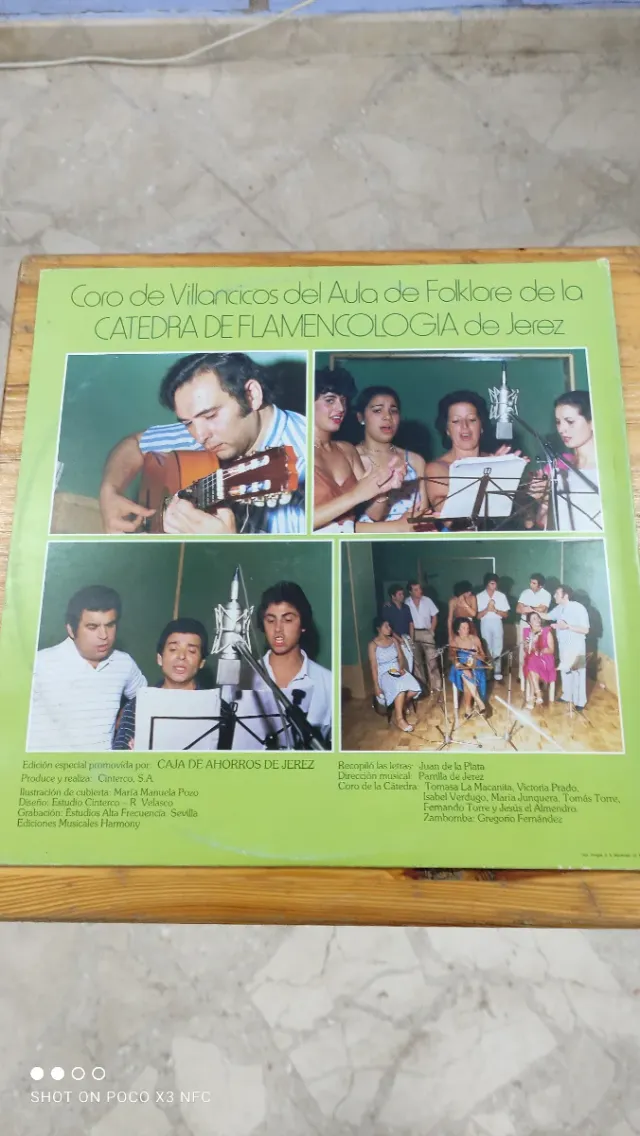 Coro de Villancicos del Aula de Folklore de la
CATEDRA DE FLAMENCOLOGIA de Jerez
Edición especial promovida por: CAJA DE AHORROS DE JEREZ
Produce y realiza: Cinterco, S.A.
Ilustración de cubierta: María Manuela Pozo
Diseño: Estudio Cinterco – R. Velasco
Grabación: Estudios Alta Frecuencia. Sevilla
Ediciones Musicales Harmony
Recopiló las letras: Juan de la Plata
Dirección musical: Parrilla de Jerez
Coro de la Cátedra: Tomasa La Macanita, Victoria Prado,
Isabel Verdugo, María Junquera, Tomás Torre,
Fernando Torre y Jesús el Almendro.
Zambomba: Gregorio Fernández
SHOT ON POCO X3 NFC